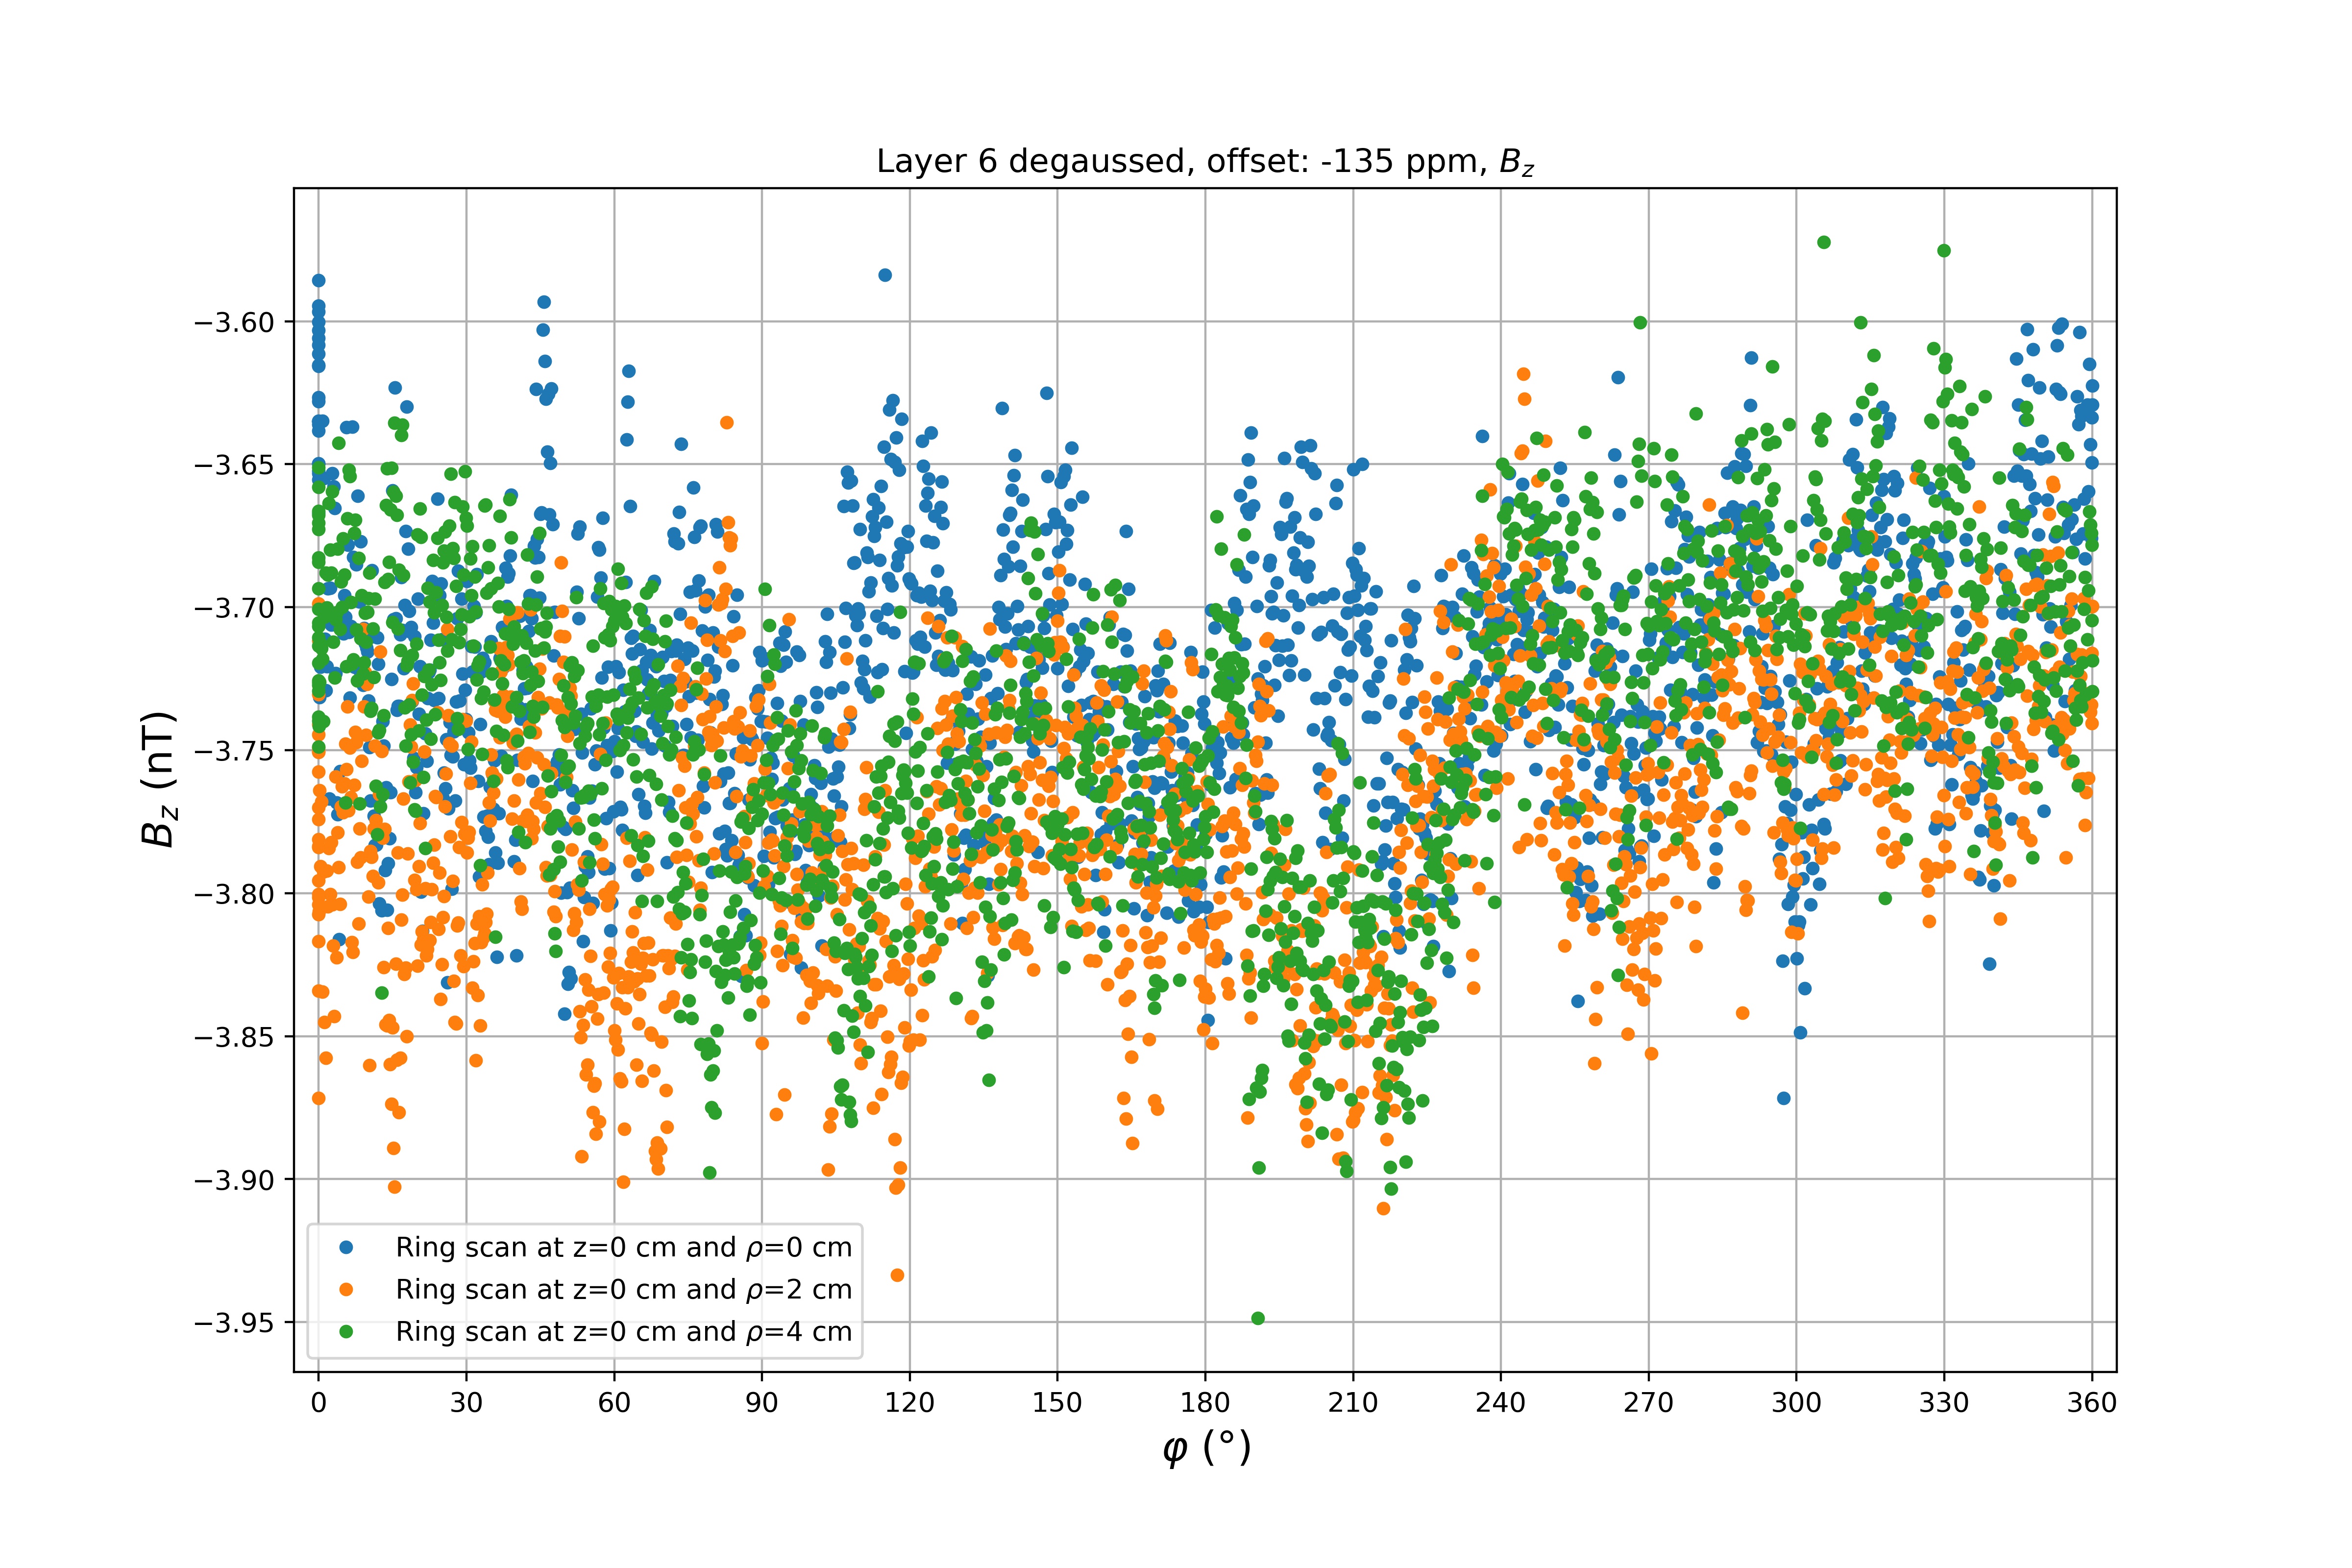 Layer 6 degaussed, offset: -135 ppm, B_z
B_z (nT)
−3.60
−3.65
−3.70
−3.75
−3.80
−3.85
−3.90
−3.95
Ring scan at z=0 cm and ρ=0 cm
Ring scan at z=0 cm and ρ=2 cm
Ring scan at z=0 cm and ρ=4 cm
0 30 60 90 120 150 180 210 240 270 300 330 360
φ (°)